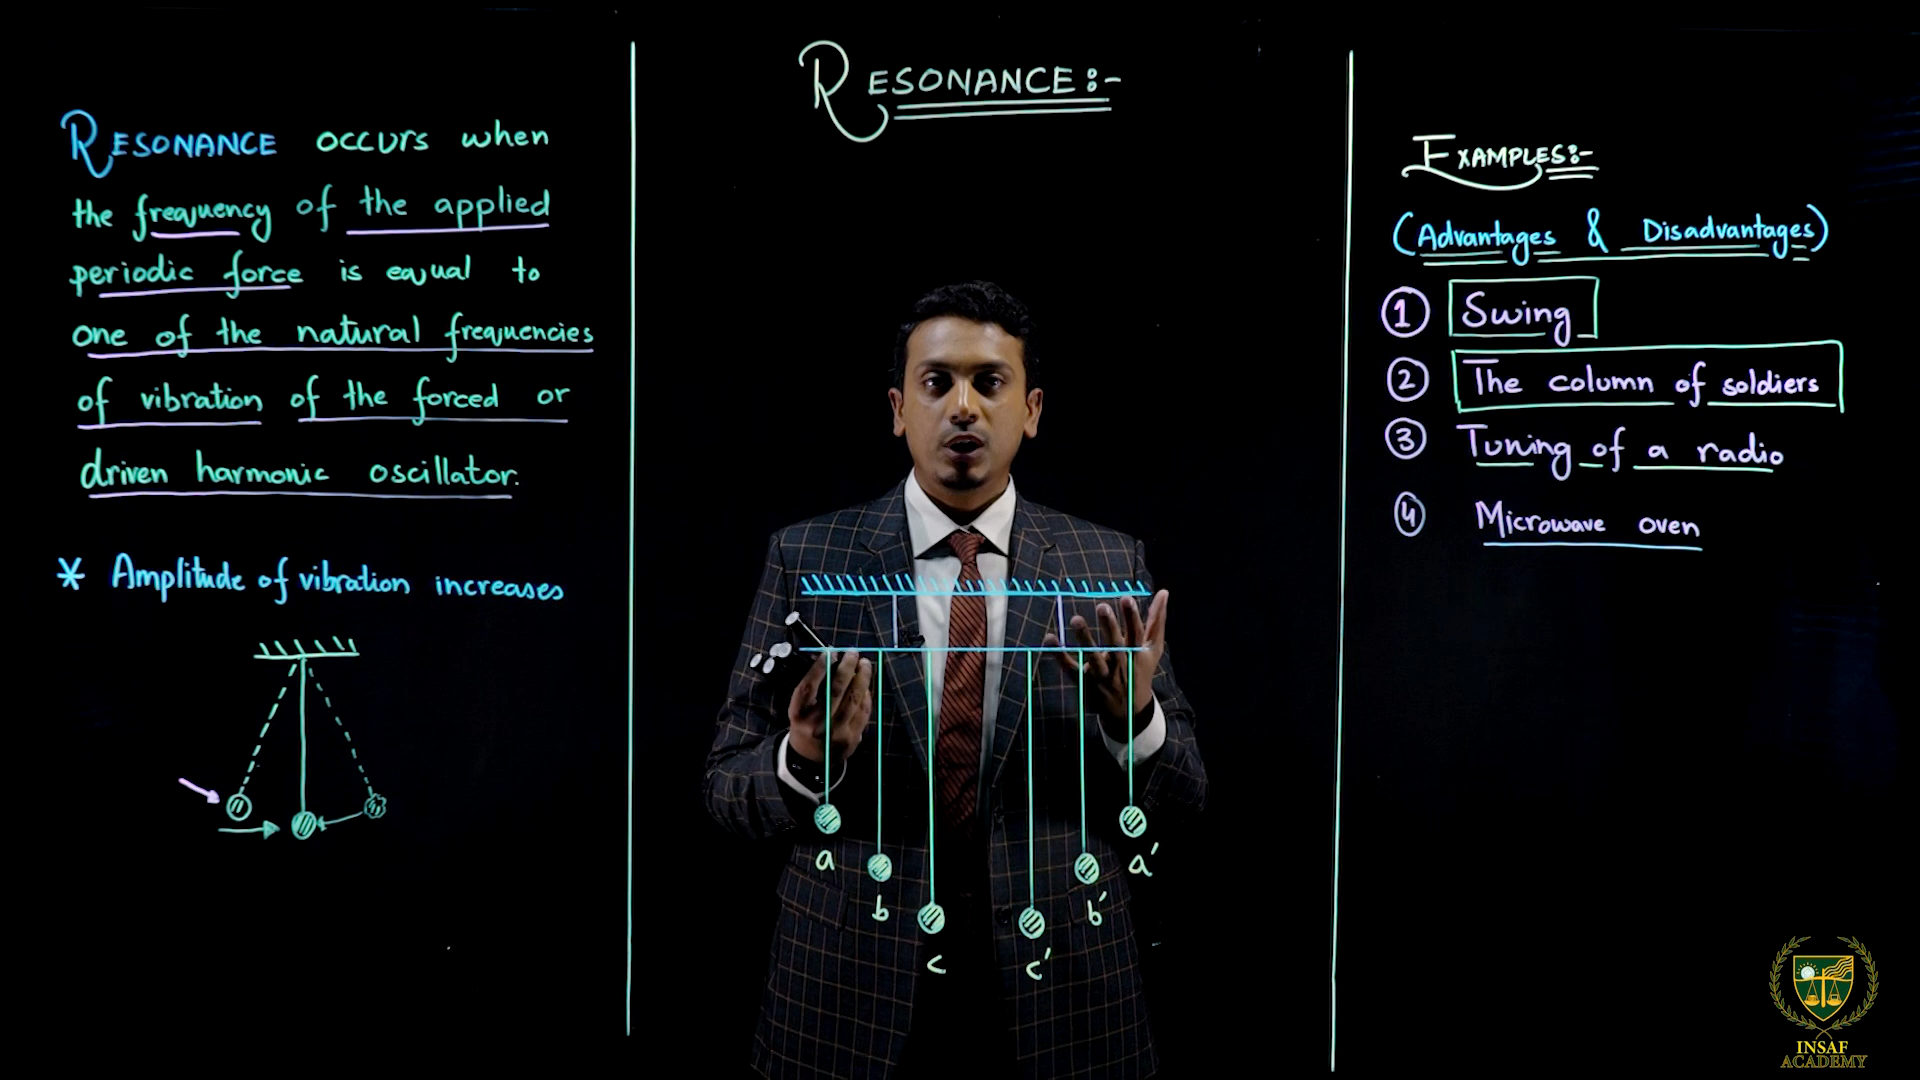 RESONANCE:-
RESONANCE occurs when
the frequency of the applied
periodic force is equal to
one of the natural frequencies
of vibration of the forced or
driven harmonic oscillator.
* Amplitude of vibration increases
a
b
c
c'
b'
a'
EXAMPLES:-
(Advantages & Disadvantages)
1 Swing
2 The column of soldiers
3 Tuning of a radio
4 Microwave oven
INSAF
ACADEMY